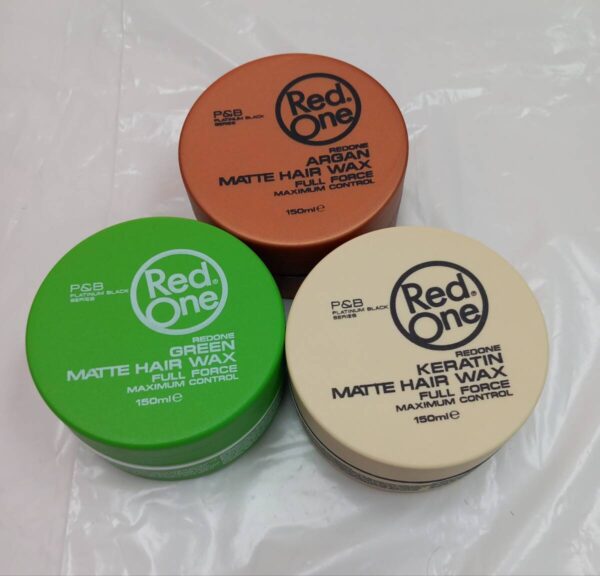 P&B
PLATINUM BLACK
SERIES
Red.
One
REDONE
ARGAN
MATTE HAIR WAX
FULL FORCE
MAXIMUM CONTROL
150ml℮
P&B
PLATINUM BLACK
SERIES
Red®
One
REDONE
GREEN
MATTE HAIR WAX
FULL FORCE
MAXIMUM CONTROL
150ml℮
P&B
PLATINUM BLACK
SERIES
Red.
One
REDONE
KERATIN
MATTE HAIR WAX
FULL FORCE
MAXIMUM CONTROL
150ml℮